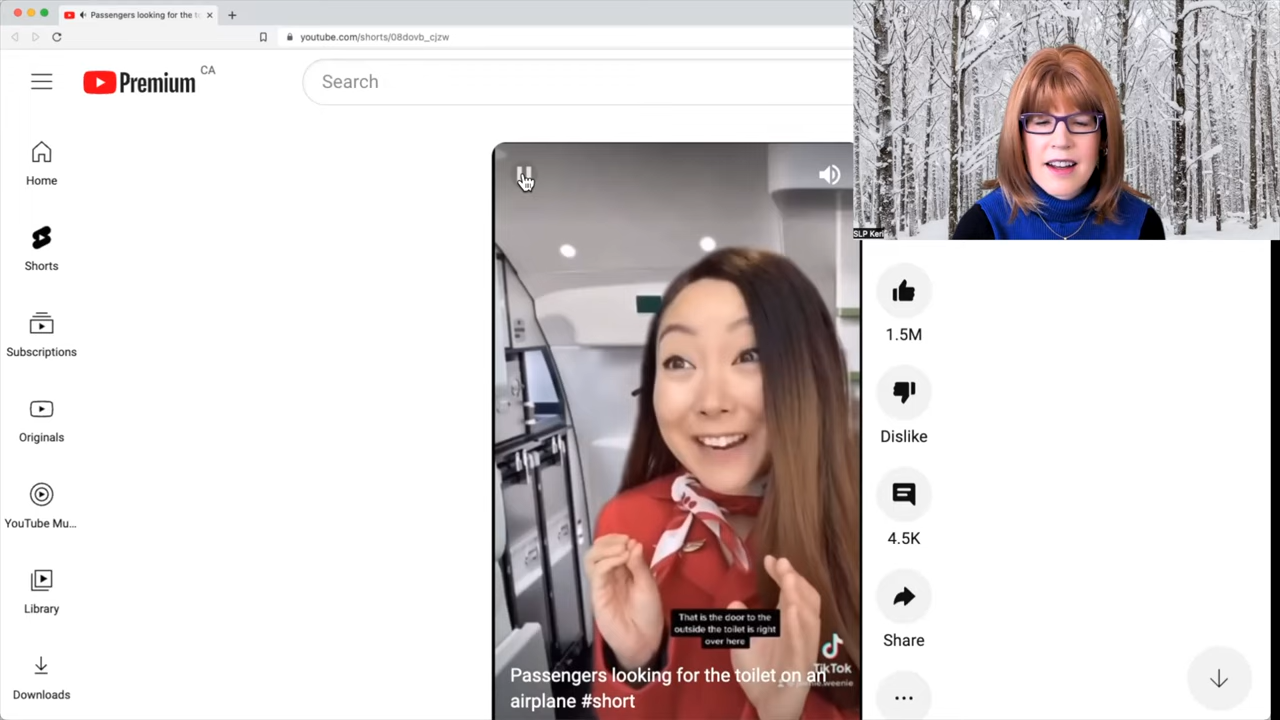 Passengers looking for the t
youtube.com/shorts/08dovb_cjzw
Premium CA
Search
Home
Shorts
Subscriptions
Originals
YouTube Mu...
Library
Downloads
SLP Keri
1.5M
Dislike
4.5K
Share
That is the door to the
outside the toilet is right
over here
TikTok
Passengers looking for the toilet on an
airplane #short